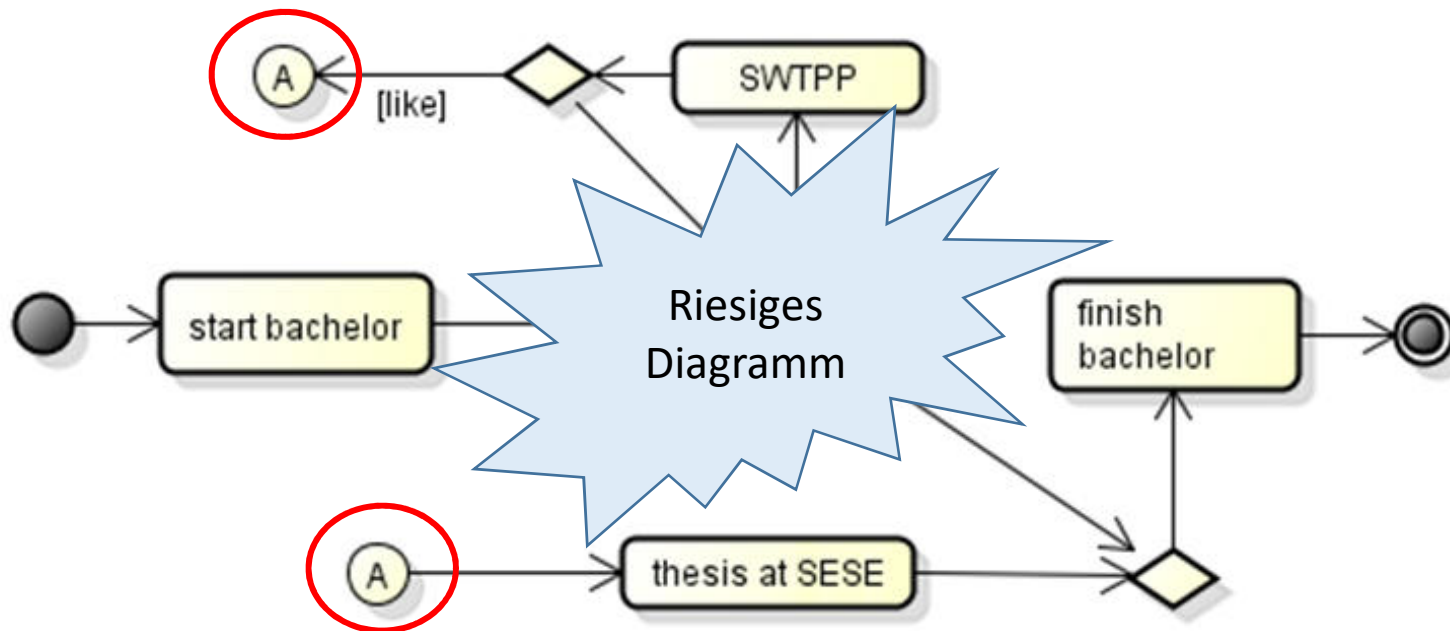 A
[like]
SWTPP
start bachelor
Riesiges
Diagramm
finish
bachelor
A
thesis at SESE